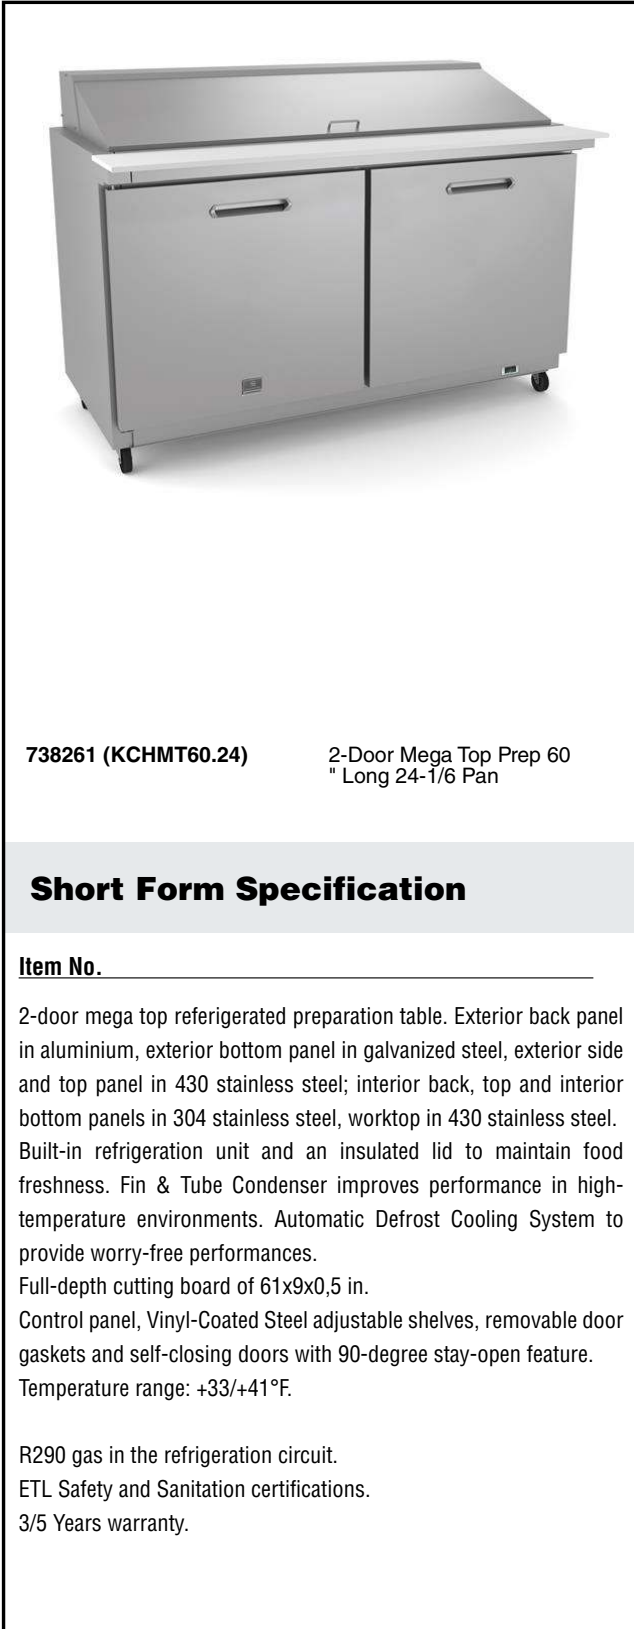 738261 (KCHMT60.24)
2-Door Mega Top Prep 60
" Long 24-1/6 Pan
Short Form Specification
Item No.
2-door mega top referigerated preparation table. Exterior back panel
in aluminium, exterior bottom panel in galvanized steel, exterior side
and top panel in 430 stainless steel; interior back, top and interior
bottom panels in 304 stainless steel, worktop in 430 stainless steel.
Built-in refrigeration unit and an insulated lid to maintain food
freshness. Fin & Tube Condenser improves performance in high-
temperature environments. Automatic Defrost Cooling System to
provide worry-free performances.
Full-depth cutting board of 61x9x0,5 in.
Control panel, Vinyl-Coated Steel adjustable shelves, removable door
gaskets and self-closing doors with 90-degree stay-open feature.
Temperature range: +33/+41°F.
R290 gas in the refrigeration circuit.
ETL Safety and Sanitation certifications.
3/5 Years warranty.